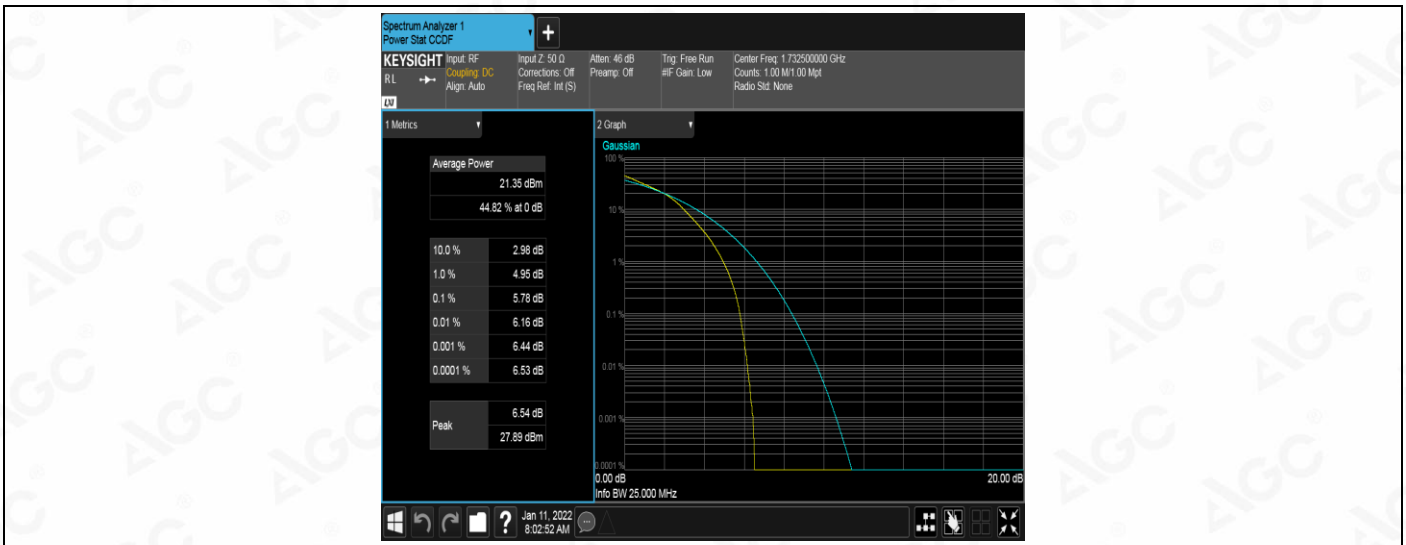 Spectrum Analyzer 1
Power Stat CCDF
+
KEYSIGHT
RL
LXI
Input: RF
Coupling: DC
Align: Auto
Input Z: 50 Ω
Corrections: Off
Freq Ref: Int (S)
Atten: 46 dB
Preamp: Off
Trig: Free Run
#IF Gain: Low
Center Freq: 1.732500000 GHz
Counts: 1.00 M/1.00 Mpt
Radio Std: None
1 Metrics
Average Power
21.35 dBm
44.82 % at 0 dB
10.0 % 2.98 dB
1.0 % 4.95 dB
0.1 % 5.78 dB
0.01 % 6.16 dB
0.001 % 6.44 dB
0.0001 % 6.53 dB
Peak
6.54 dB
27.89 dBm
2 Graph
Gaussian
100 %
10 %
1 %
0.1 %
0.01 %
0.001 %
0.0001 %
0.00 dB 20.00 dB
Info BW 25.000 MHz
?
Jan 11, 2022
8:02:52 AM
AGC